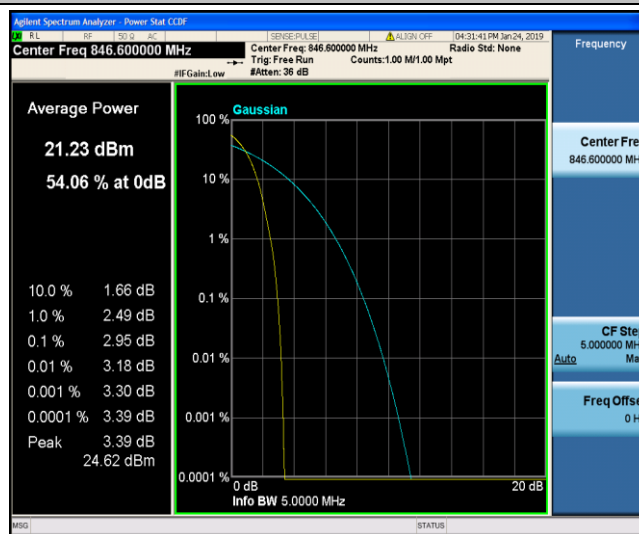 Agilent Spectrum Analyzer - Power Stat CCDF
RL RF 50 Ω AC SENSE:PULSE ALIGN OFF 04:31:41 PM Jan 24, 2019
Center Freq 846.600000 MHz
Center Freq: 846.600000 MHz Radio Std: None
Trig: Free Run Counts:1.00 M/1.00 Mpt
#IFGain:Low #Atten: 36 dB
Frequency
Average Power
21.23 dBm
54.06 % at 0dB
10.0 % 1.66 dB
1.0 % 2.49 dB
0.1 % 2.95 dB
0.01 % 3.18 dB
0.001 % 3.30 dB
0.0001 % 3.39 dB
Peak 3.39 dB
24.62 dBm
Gaussian
100 %
10 %
1 %
0.1 %
0.01 %
0.001 %
0.0001 %
0 dB 20 dB
Info BW 5.0000 MHz
Center Fre
846.600000 MH
CF Ste
5.000000 MH
Auto Ma
Freq Offse
0 H
MSG STATUS